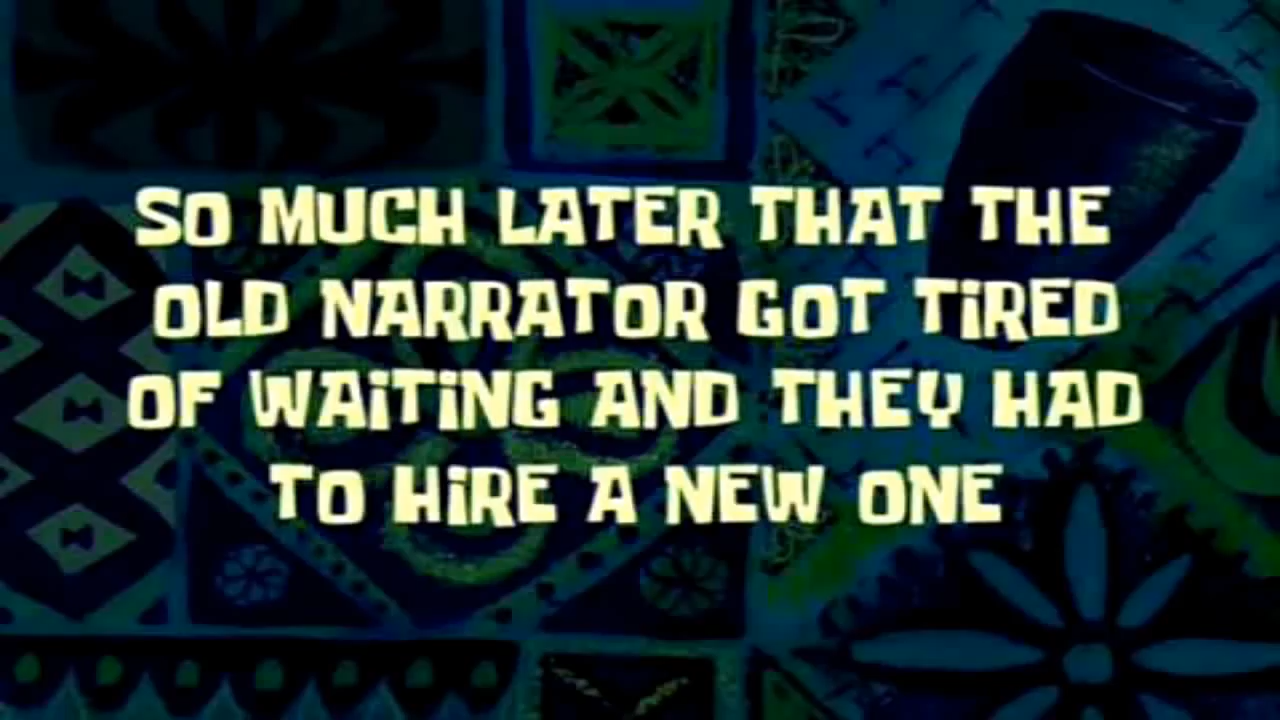 SO MUCH LATER THAT THE
OLD NARRATOR GOT TiRED
OF WAiTiNG AND THEY HAD
TO HiRE A NEW ONE